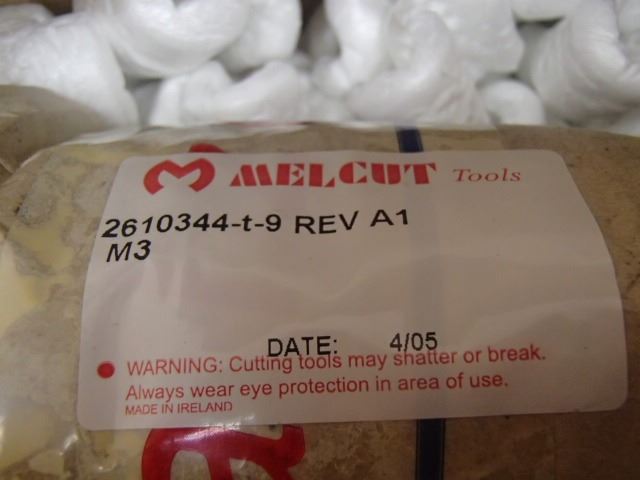 MELCUT Tools
2610344-t-9 REV A1
M3
DATE: 4/05
WARNING: Cutting tools may shatter or break.
Always wear eye protection in area of use.
MADE IN IRELAND